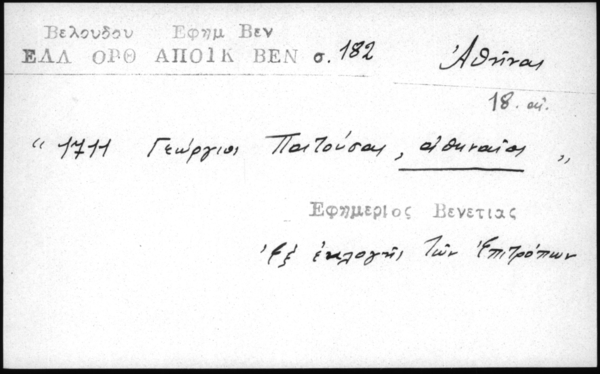 Βελουδου Εφημ Βεν
ΕΛΛ ΟΡΘ ΑΠΟΙΚ ΒΕΝ σ. 182
Ἀθῆναι
18. αἰ.
“ 1711 Γεώργιος Πατούσας, ἀθηναῖος „
Εφημεριος Βενετιας
Ἐξ ἐκλογῆς τῶν Ἐπιτρόπων